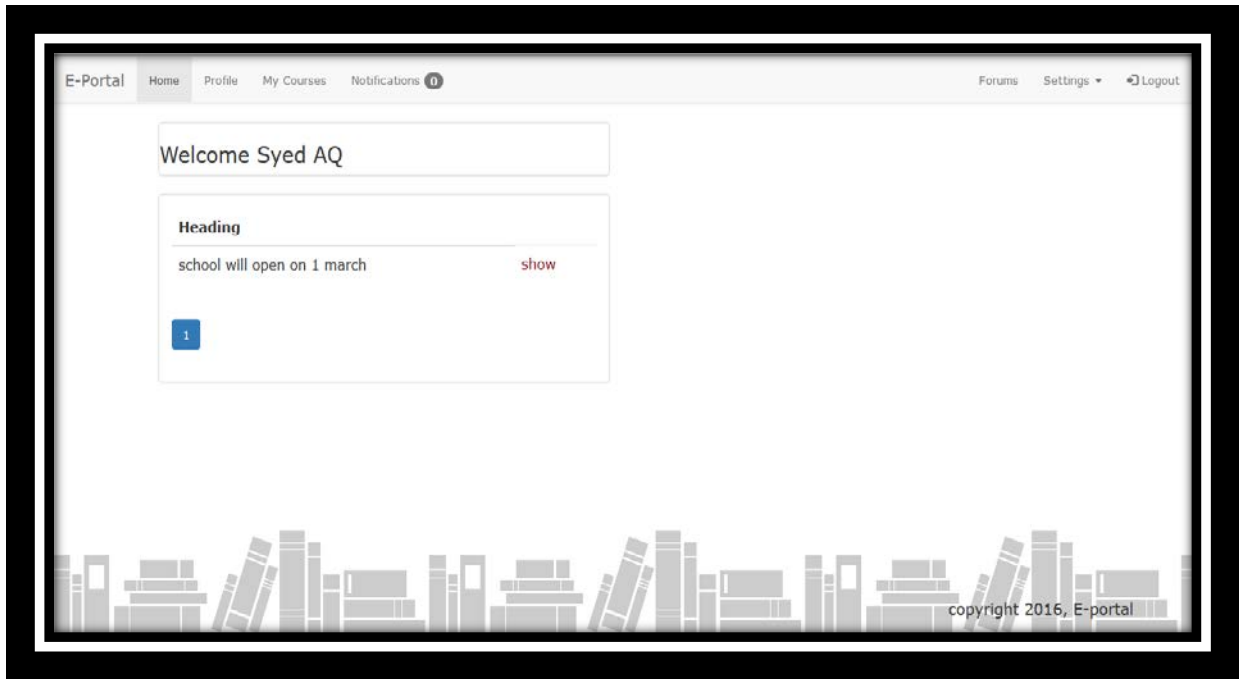 E-Portal Home Profile My Courses Notifications 0 Forums Settings Logout
Welcome Syed AQ
Heading
school will open on 1 march show
1
copyright 2016, E-portal